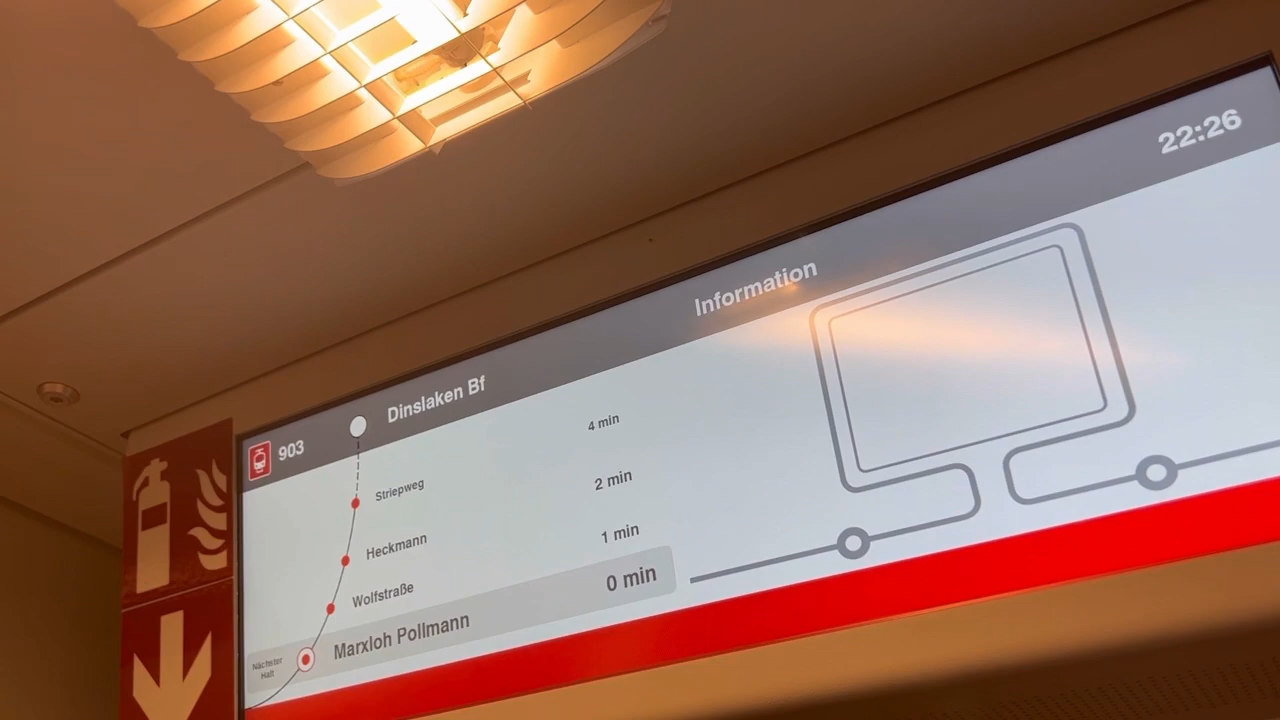 22:26
Information
903
Dinslaken Bf
Striepweg 4 min
Heckmann 2 min
Wolfstraße 1 min
Nächster
Halt
Marxloh Pollmann 0 min